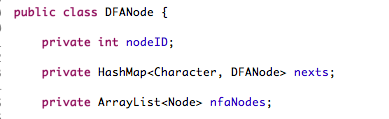 public class DFANode {
private int nodeID;
private HashMap<Character, DFANode> nexts;
private ArrayList<Node> nfaNodes;